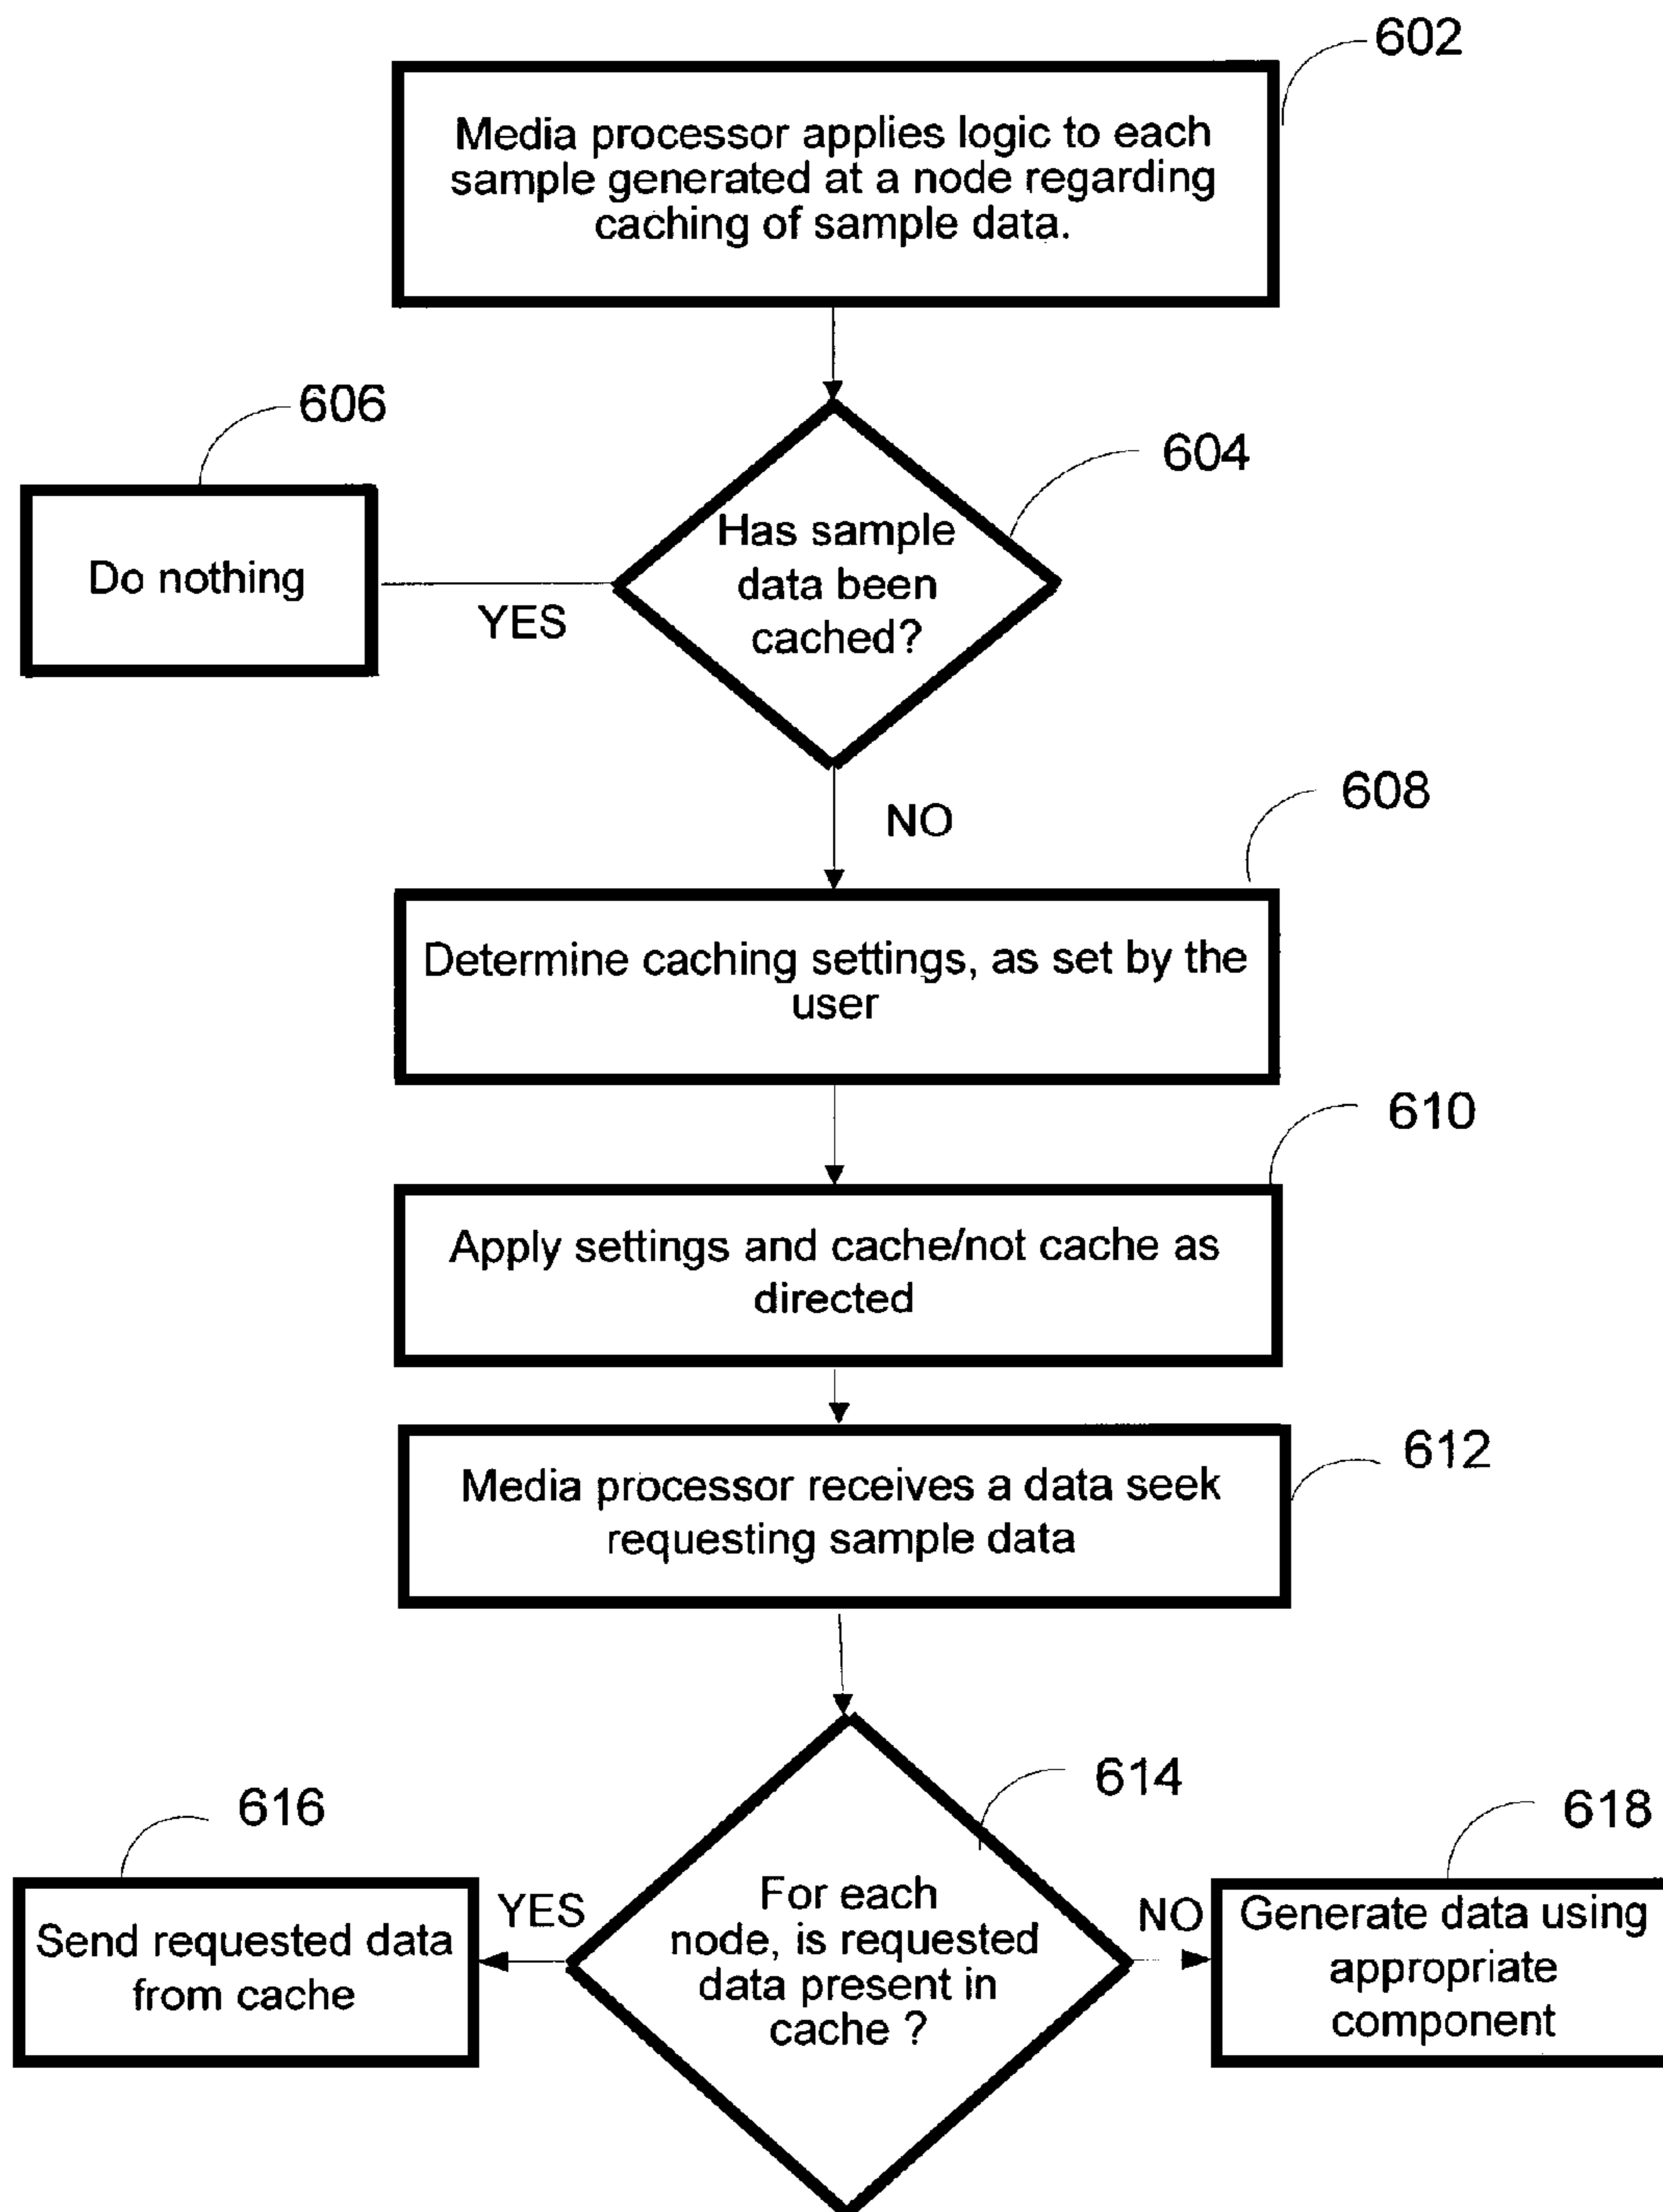 602
Media processor applies logic to each
sample generated at a node regarding
caching of sample data.
606
604
Do nothing
YES
Has sample
data been
cached?
NO
608
Determine caching settings, as set by the
user
610
Apply settings and cache/not cache as
directed
612
Media processor receives a data seek
requesting sample data
614
616
618
YES
NO
Send requested data
from cache
For each
node, is requested
data present in
cache ?
Generate data using
appropriate
component